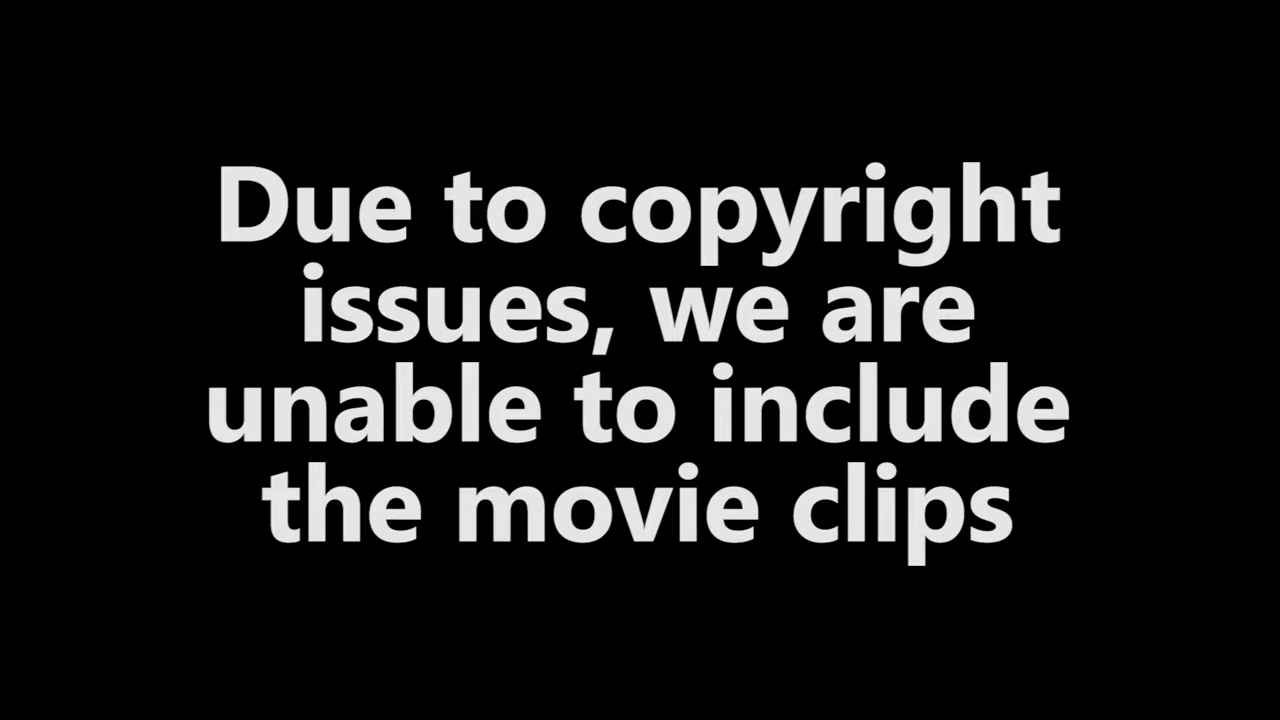 Due to copyright
issues, we are
unable to include
the movie clips